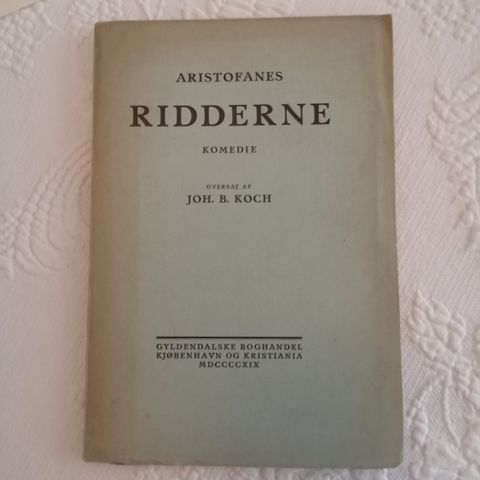 ARISTOFANES
RIDDERNE
KOMEDIE
OVERSAT AF
JOH. B. KOCH
GYLDENDALSKE BOGHANDEL
KJØBENHAVN OG KRISTIANIA
MDCCCCXIX